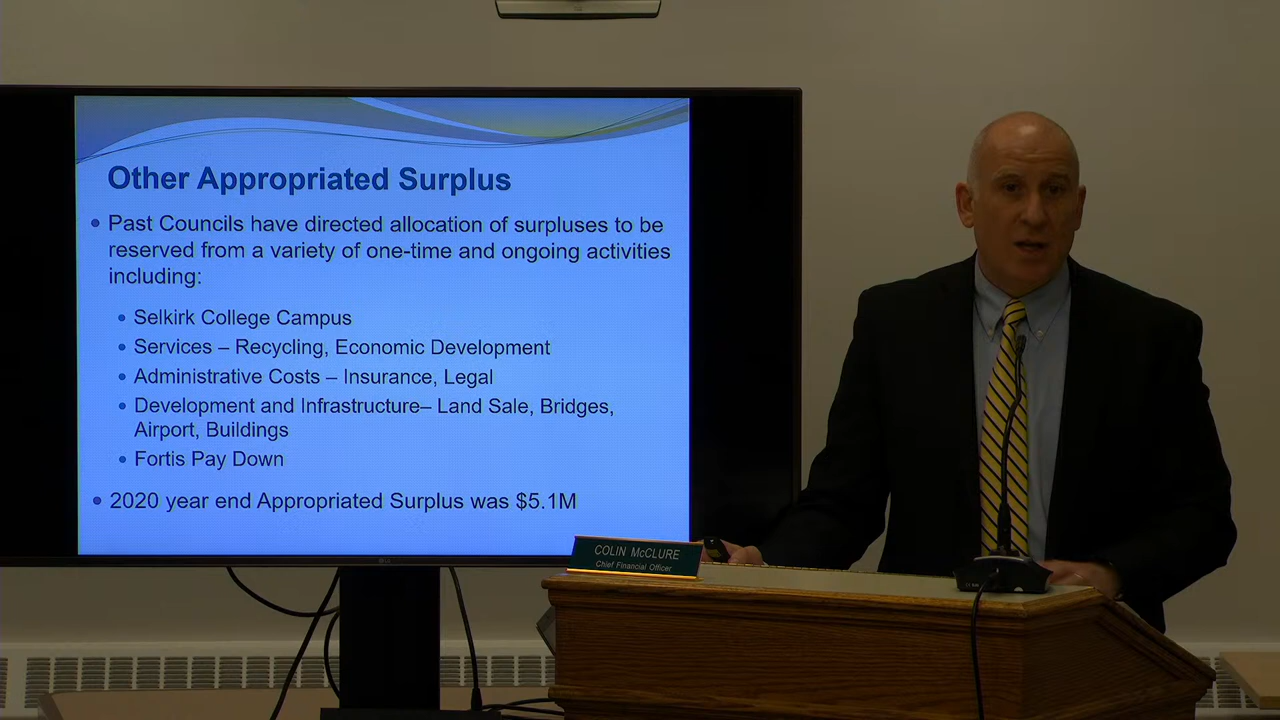 Other Appropriated Surplus
• Past Councils have directed allocation of surpluses to be
reserved from a variety of one-time and ongoing activities
including:
• Selkirk College Campus
• Services – Recycling, Economic Development
• Administrative Costs – Insurance, Legal
• Development and Infrastructure– Land Sale, Bridges,
Airport, Buildings
• Fortis Pay Down
• 2020 year end Appropriated Surplus was $5.1M
LG
COLIN McCLURE
Chief Financial Officer